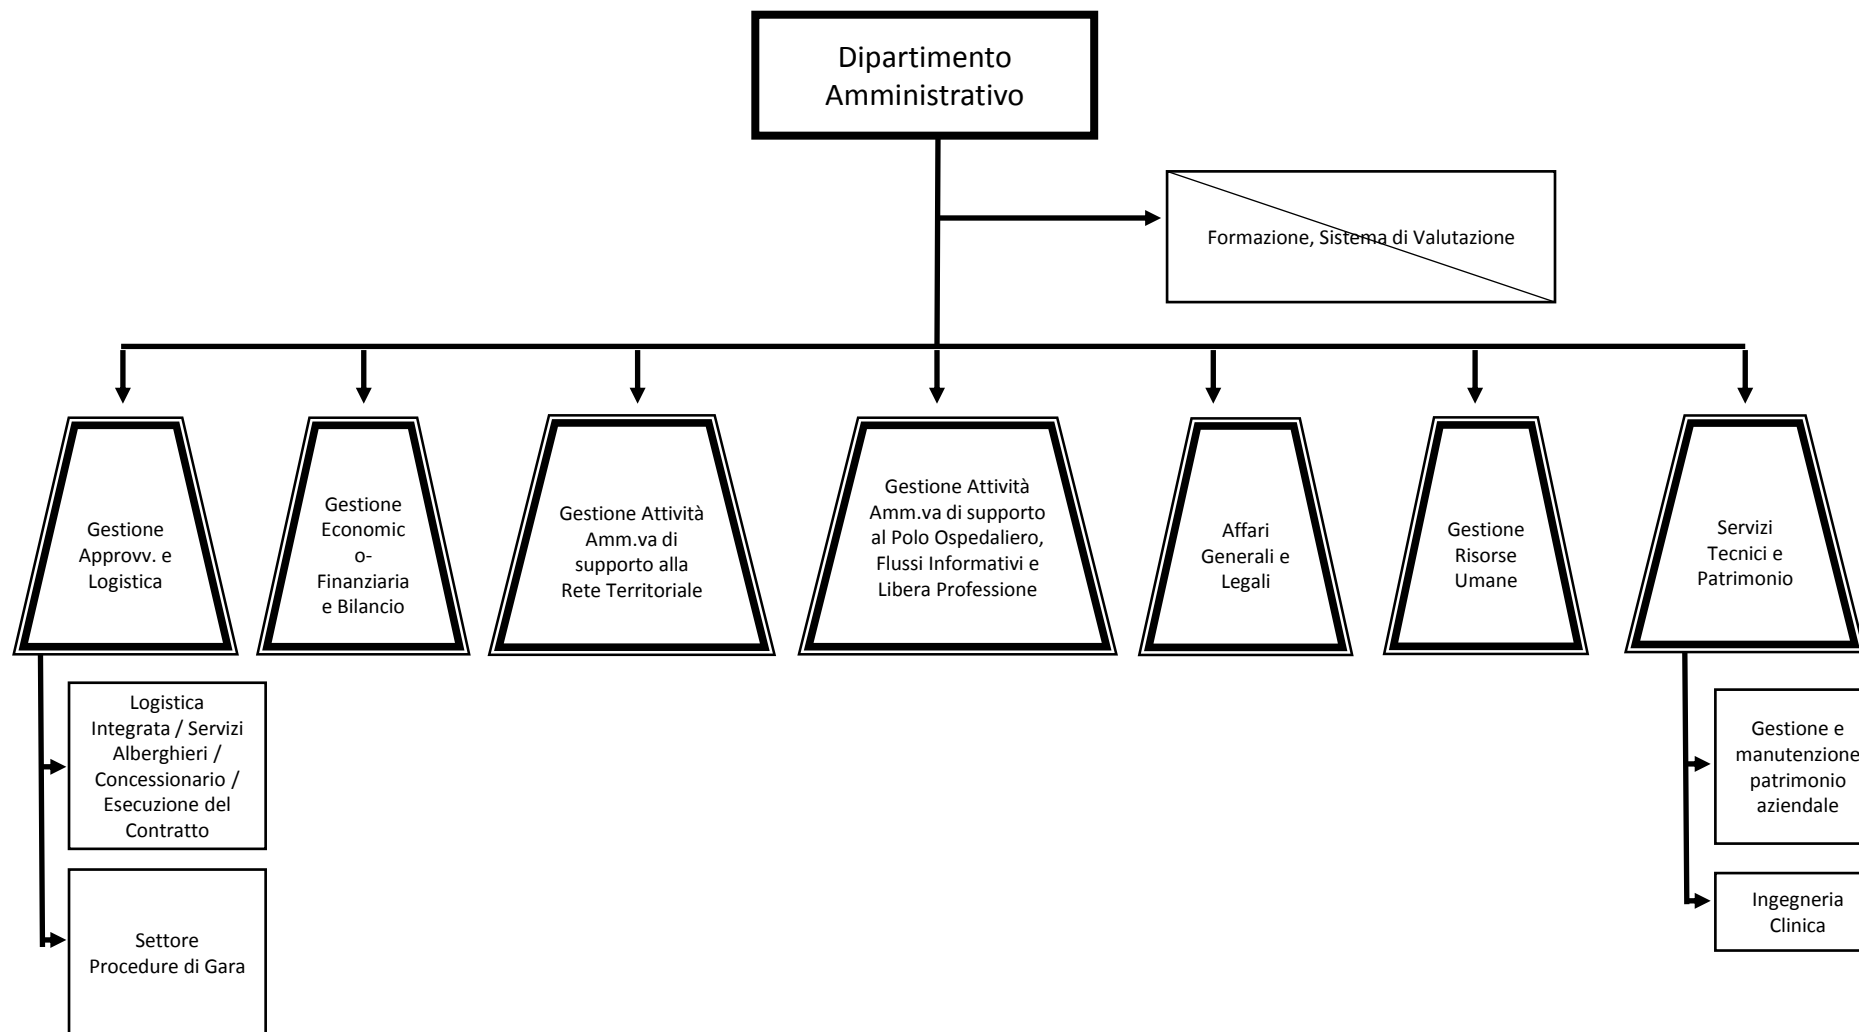 Dipartimento
Amministrativo
Formazione, Sistema di Valutazione
Gestione
Approvv. e
Logistica
Gestione
Economic
o-
Finanziaria
e Bilancio
Gestione Attività
Amm.va di
supporto alla
Rete Territoriale
Gestione Attività
Amm.va di supporto
al Polo Ospedaliero,
Flussi Informativi e
Libera Professione
Affari
Generali e
Legali
Gestione
Risorse
Umane
Servizi
Tecnici e
Patrimonio
Logistica
Integrata / Servizi
Alberghieri /
Concessionario /
Esecuzione del
Contratto
Settore
Procedure di Gara
Gestione e
manutenzione
patrimonio
aziendale
Ingegneria
Clinica